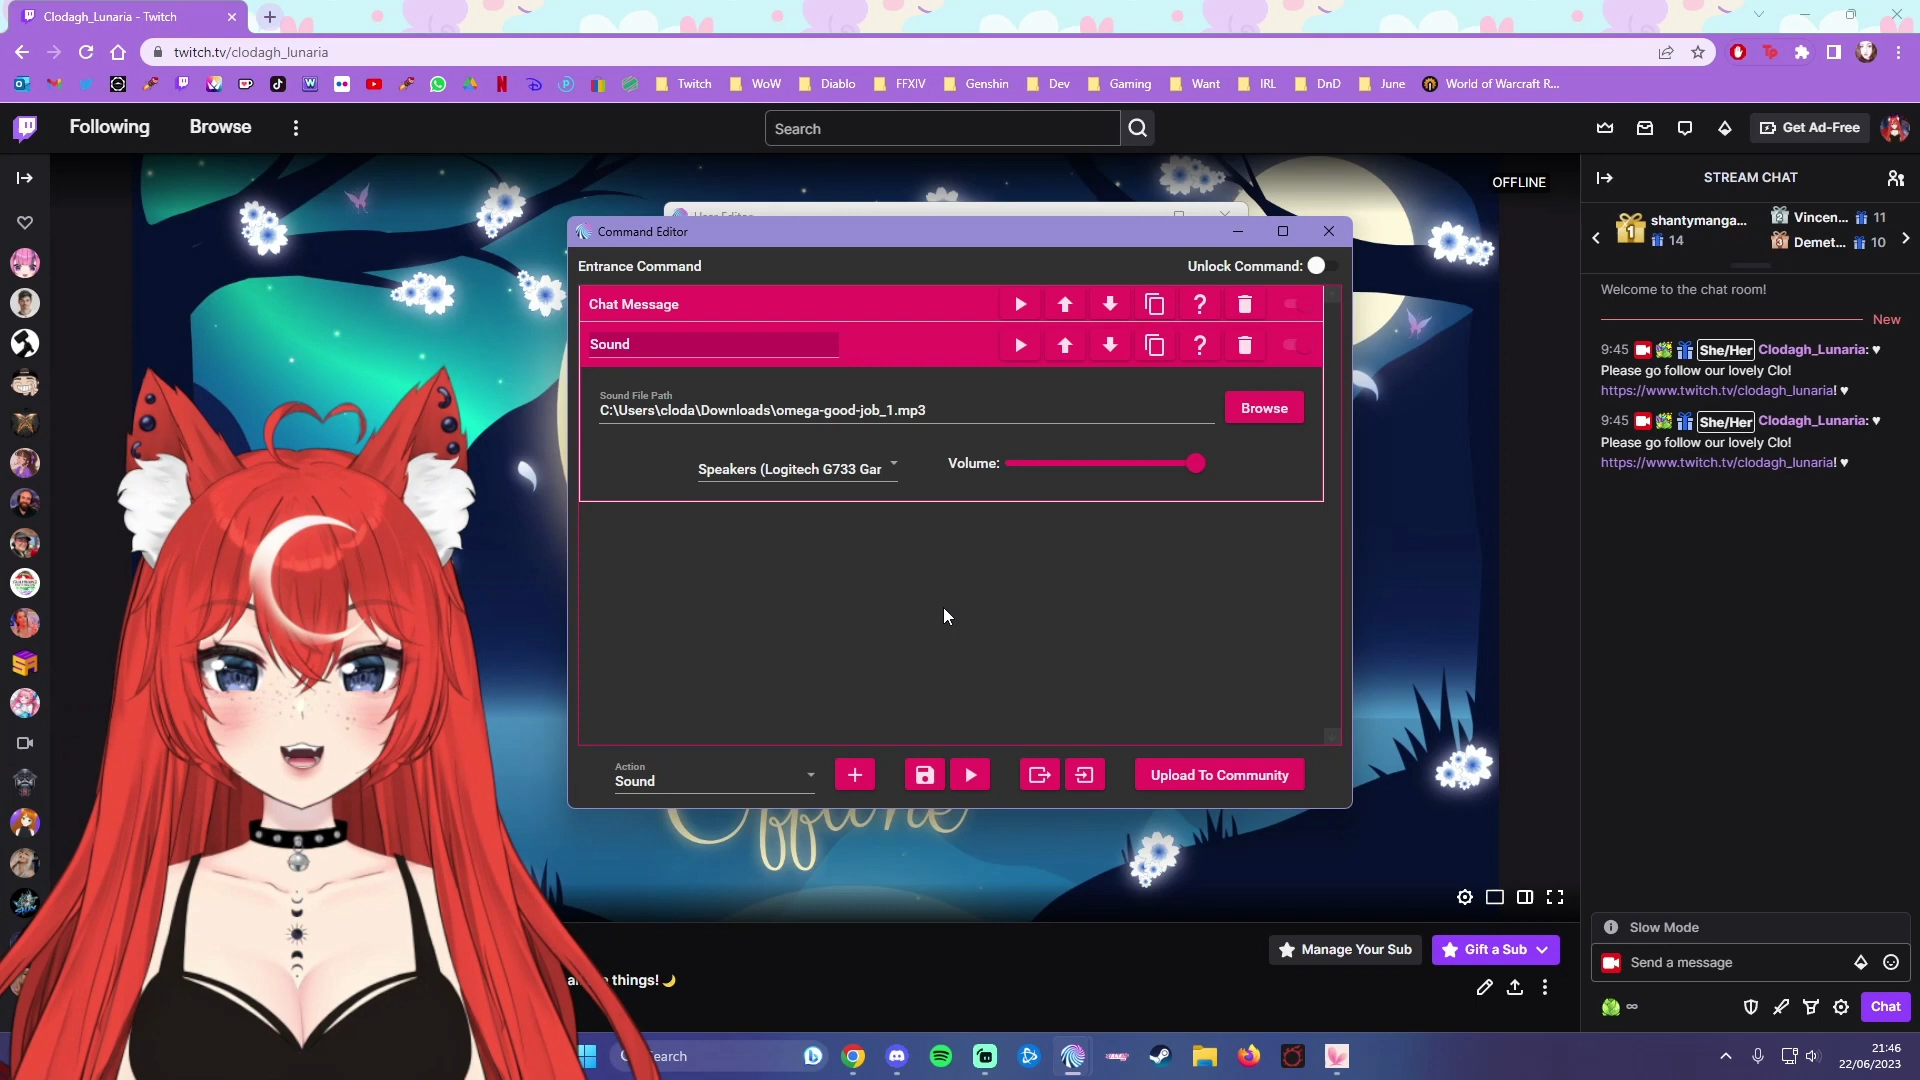 Clodagh_Lunaria - Twitch
twitch.tv/clodagh_lunaria
Twitch
WoW
Diablo
FFXIV
Genshin
Dev
Gaming
Want
IRL
DnD
June
World of Warcraft R...
Following
Browse
Search
Get Ad-Free
OFFLINE
STREAM CHAT
shantymanga...
14
Vincen... 11
Demet... 10
Welcome to the chat room!
New
9:45 She/Her Clodagh_Lunaria: ♥
Please go follow our lovely Clo!
https://www.twitch.tv/clodagh_lunaria! ♥
9:45 She/Her Clodagh_Lunaria: ♥
Please go follow our lovely Clo!
https://www.twitch.tv/clodagh_lunaria! ♥
User Editor
Command Editor
Entrance Command
Unlock Command:
Chat Message
Sound
Sound File Path
C:\Users\cloda\Downloads\omega-good-job_1.mp3
Browse
Speakers (Logitech G733 Gar
Volume:
Action
Sound
Upload To Community
Offline
Manage Your Sub
Gift a Sub
things! 🌙
Slow Mode
Send a message
∞
Chat
earch
21:46
22/06/2023